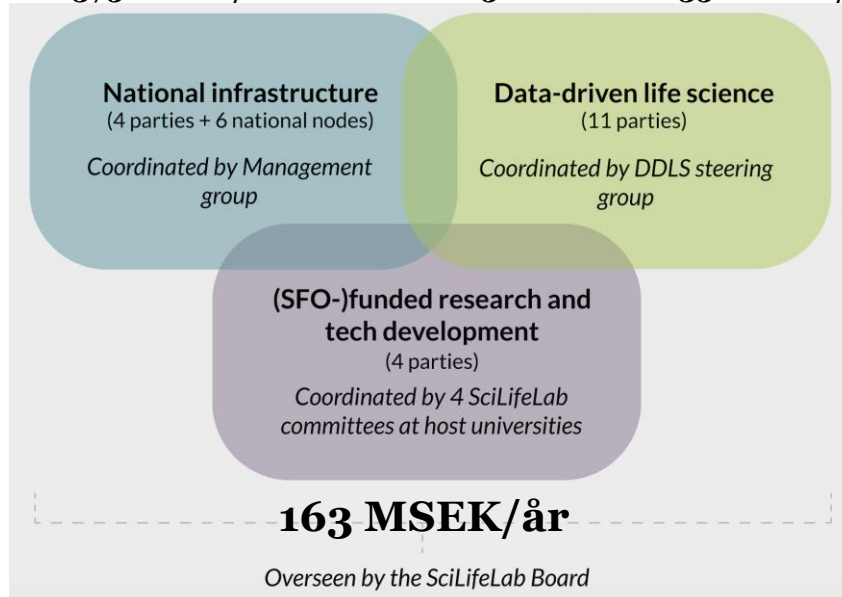 National infrastructure
(4 parties + 6 national nodes)
Coordinated by Management
group
Data-driven life science
(11 parties)
Coordinated by DDLS steering
group
(SFO-)funded research and
tech development
(4 parties)
Coordinated by 4 SciLifeLab
committees at host universities
163 MSEK/år
Overseen by the SciLifeLab Board